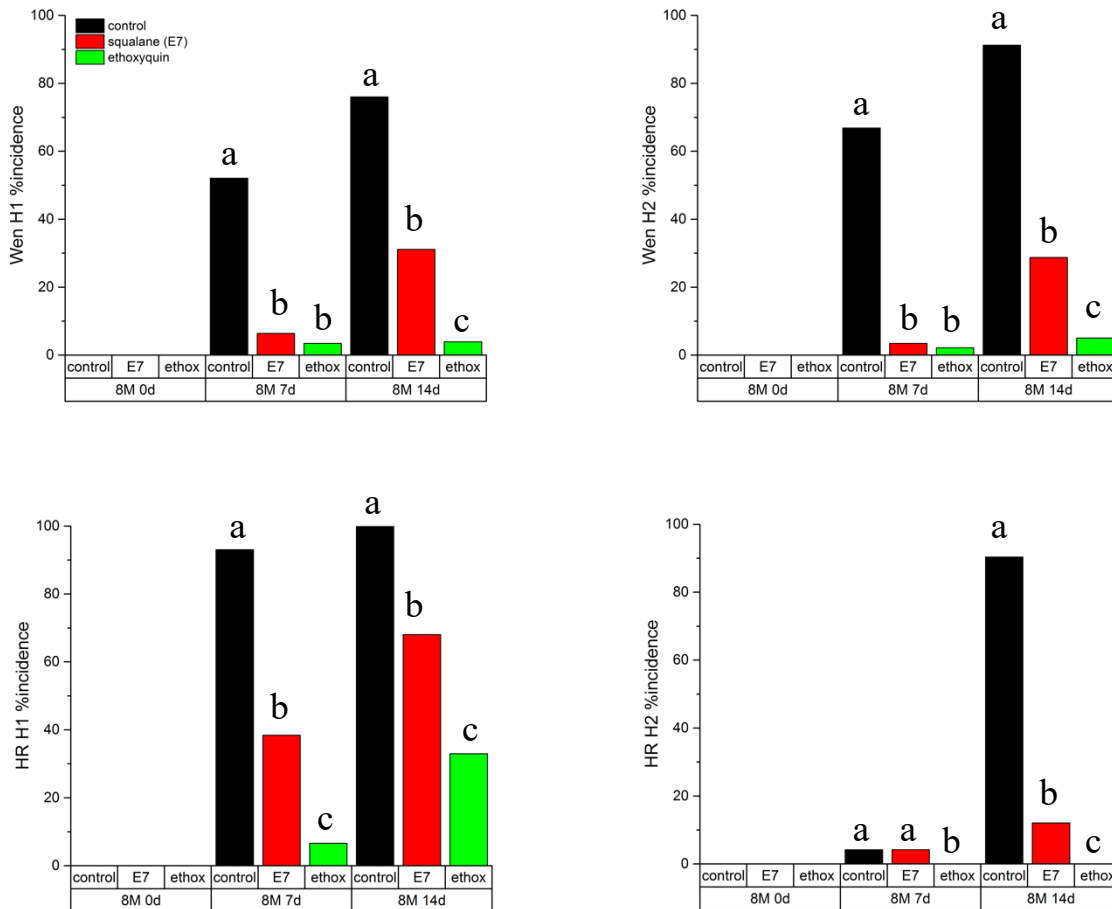 control
squalane (E7)
ethoxyquin
Wen H1 %incidence
100
80
60
40
20
0
a
b
b
a
b
c
control E7 ethox control E7 ethox control E7 ethox
8M 0d 8M 7d 8M 14d
Wen H2 %incidence
100
80
60
40
20
0
a
b
b
a
b
c
control E7 ethox control E7 ethox control E7 ethox
8M 0d 8M 7d 8M 14d
HR H1 %incidence
100
80
60
40
20
0
a
b
c
a
b
c
control E7 ethox control E7 ethox control E7 ethox
8M 0d 8M 7d 8M 14d
HR H2 %incidence
100
80
60
40
20
0
a
a
b
a
b
c
control E7 ethox control E7 ethox control E7 ethox
8M 0d 8M 7d 8M 14d